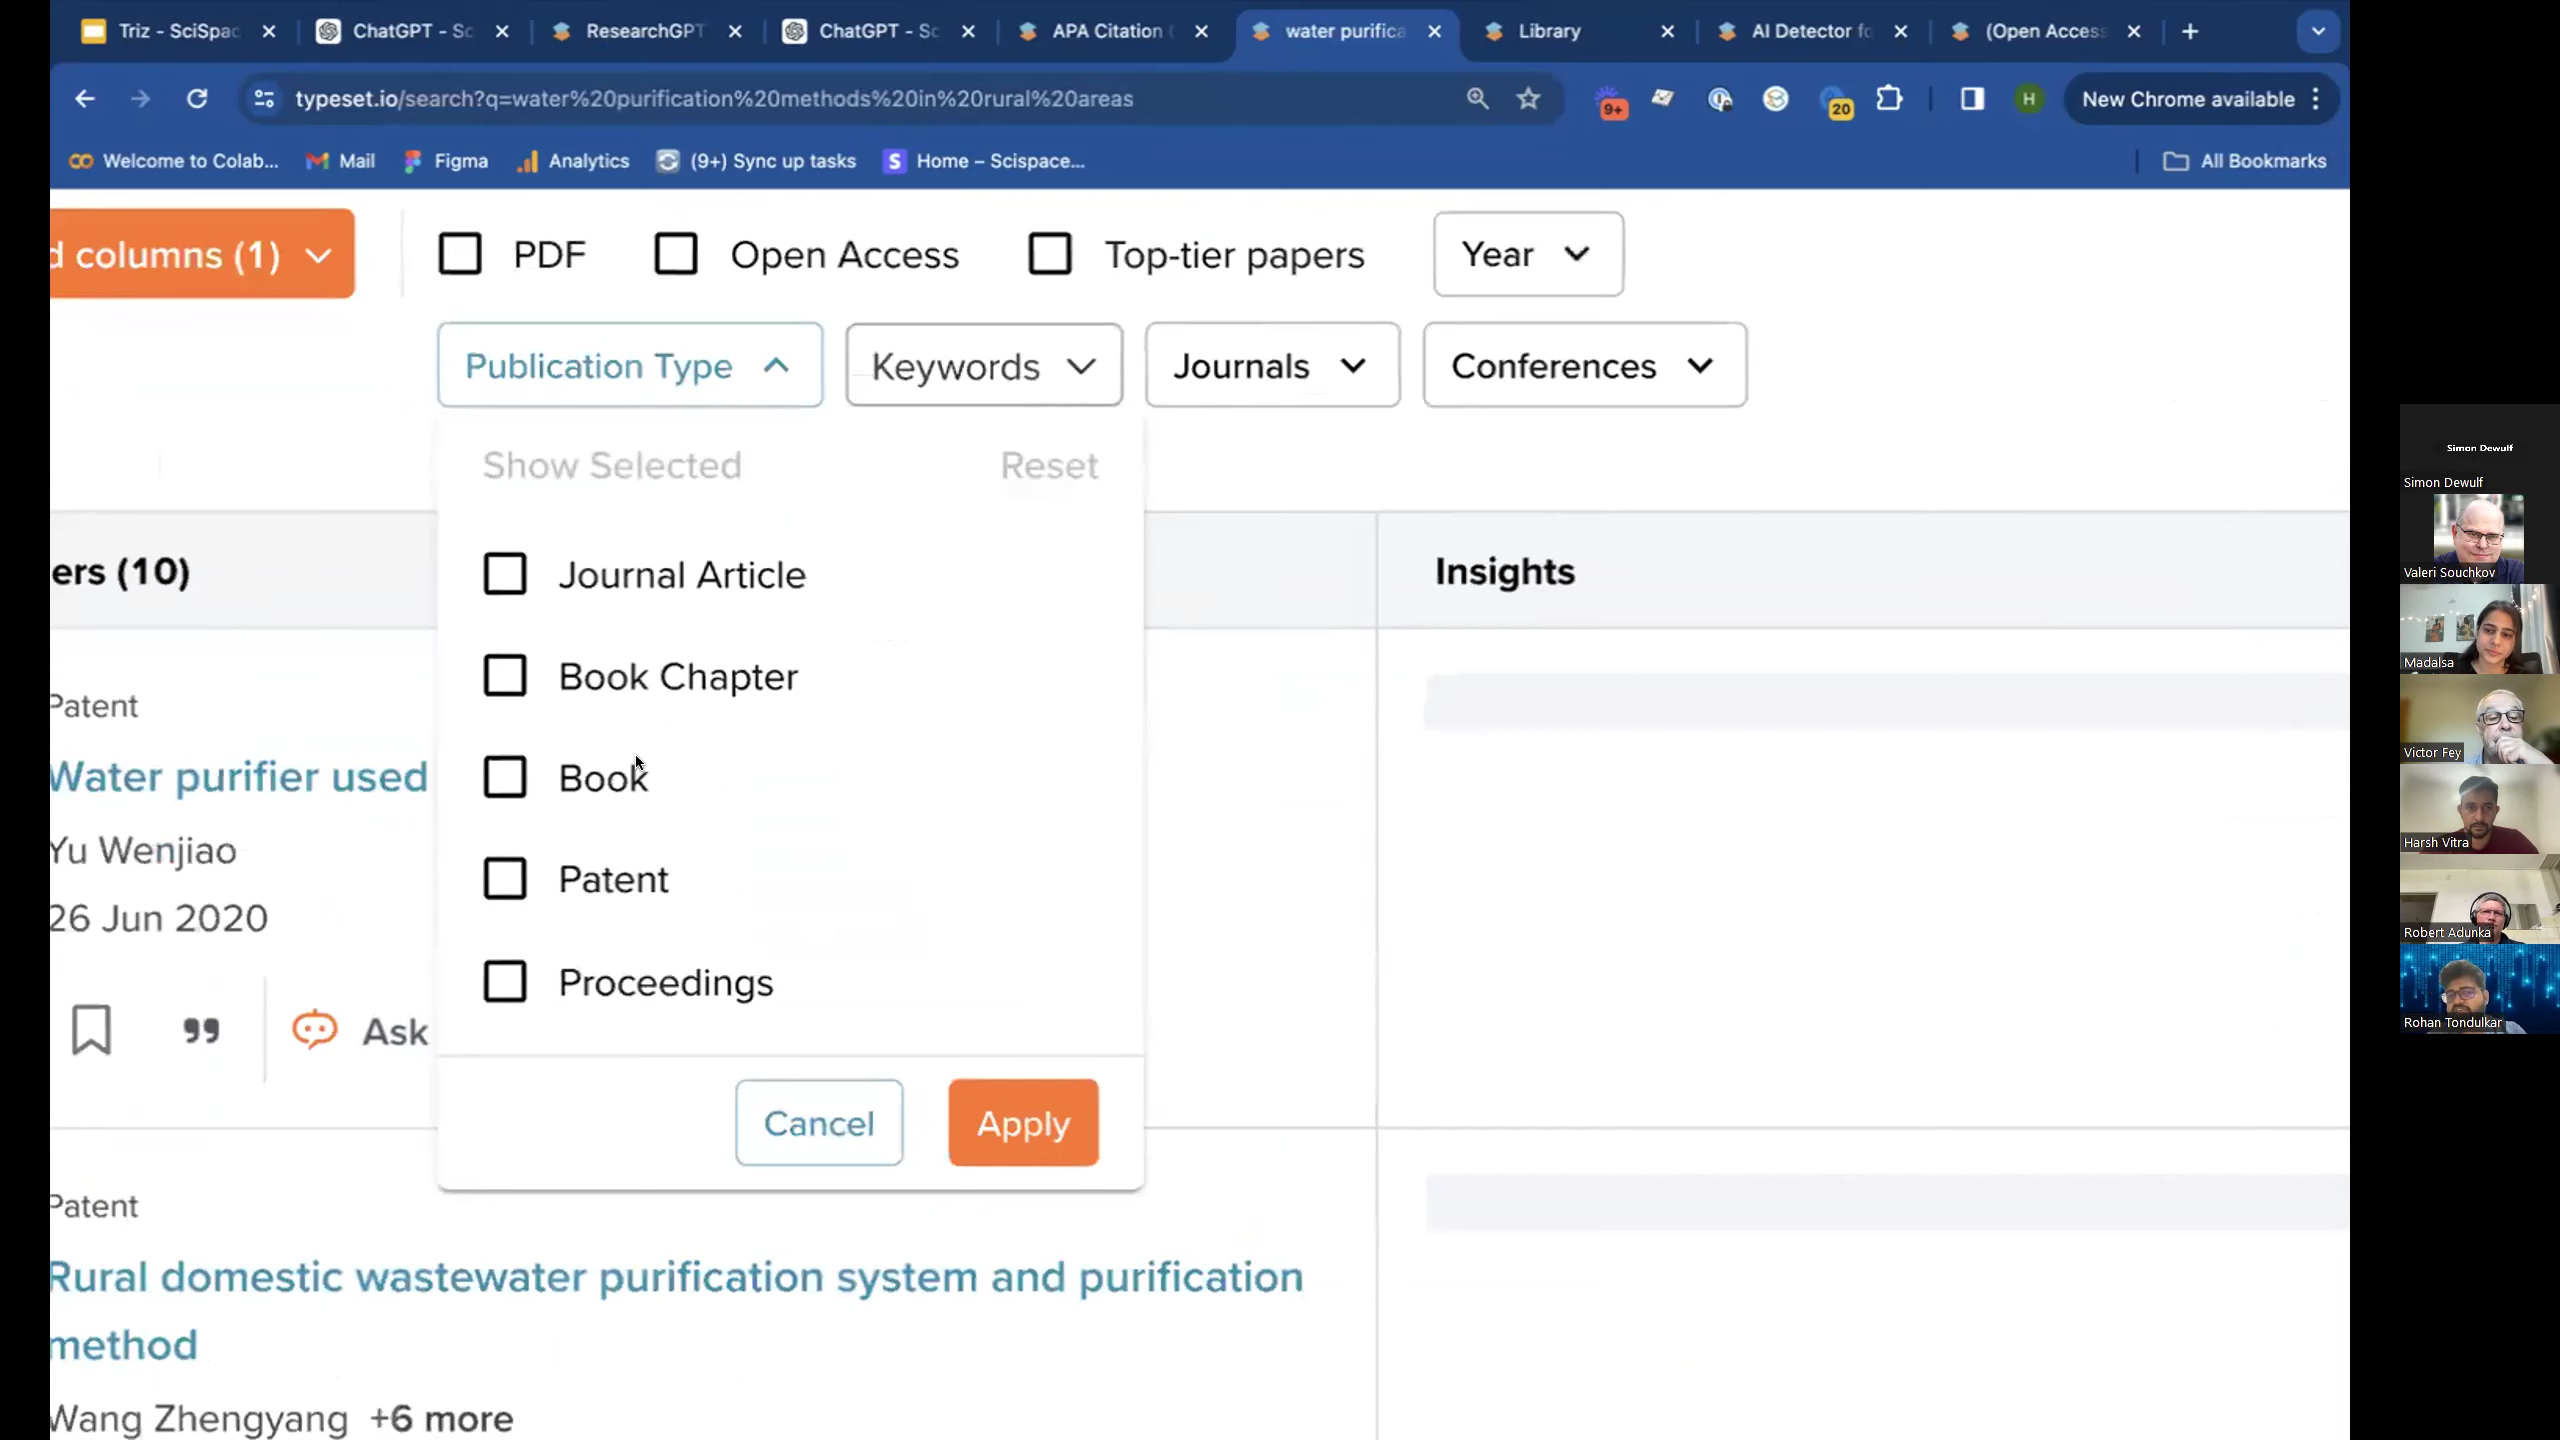 Triz - SciSpac
ChatGPT - Sc
ResearchGPT
ChatGPT - Sc
APA Citation
water purifica
Library
AI Detector fo
(Open Access
typeset.io/search?q=water%20purification%20methods%20in%20rural%20areas
9+
20
H
New Chrome available
Welcome to Colab...
Mail
Figma
Analytics
(9+) Sync up tasks
S
Home – Scispace...
All Bookmarks
d columns (1)
PDF
Open Access
Top-tier papers
Year
Publication Type
Keywords
Journals
Conferences
Show Selected
Reset
ers (10)
Insights
Journal Article
Book Chapter
Book
Patent
Proceedings
Cancel
Apply
Patent
Water purifier used
Yu Wenjiao
26 Jun 2020
Ask
Patent
Rural domestic wastewater purification system and purification
method
Wang Zhengyang +6 more
Simon Dewulf
Simon Dewulf
Valeri Souchkov
Madalsa
Victor Fey
Harsh Vitra
Robert Adunka
Rohan Tondulkar